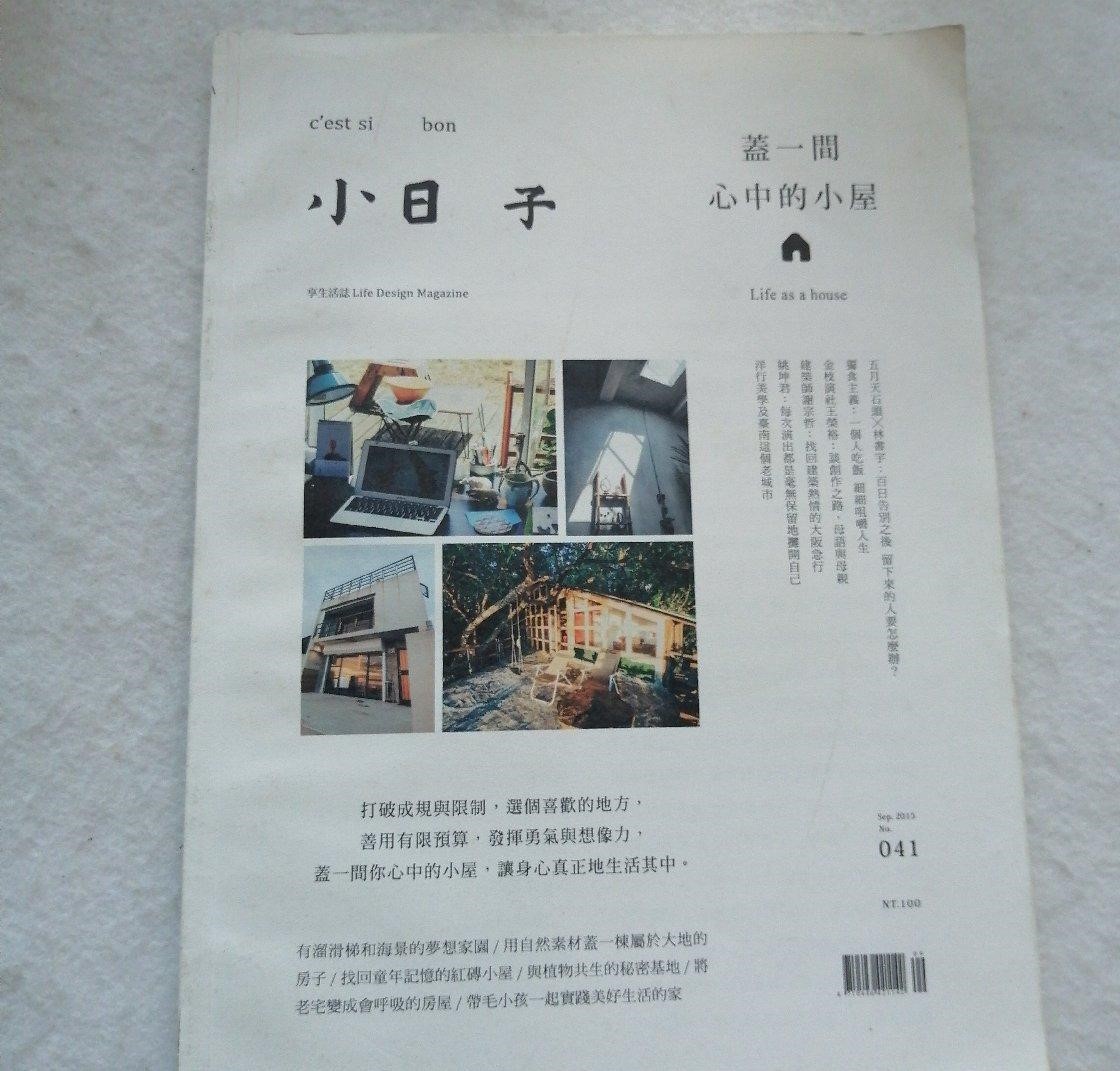 c'est si bon
小日子
享生活誌 Life Design Magazine
蓋一間
心中的小屋
Life as a house
五月天石頭╳林書宇：百日告別之後 留下來的人要怎麼辦？
獨食主義：一個人吃飯 細細咀嚼人生
金枝演社王榮裕：談創作之路，母語與母親
建築師謝宗哲：找回建築熱情的大阪急行
姚坤君：每次演出都是毫無保留地攤開自己
洋行美學及臺南這個老城市
打破成規與限制，選個喜歡的地方，
善用有限預算，發揮勇氣與想像力，
蓋一間你心中的小屋，讓身心真正地生活其中。
有溜滑梯和海景的夢想家園 / 用自然素材蓋一棟屬於大地的
房子 / 找回童年記憶的紅磚小屋 / 與植物共生的秘密基地 / 將
老宅變成會呼吸的房屋 / 帶毛小孩一起實踐美好生活的家
Sep. 2015
No.
041
NT.100
09